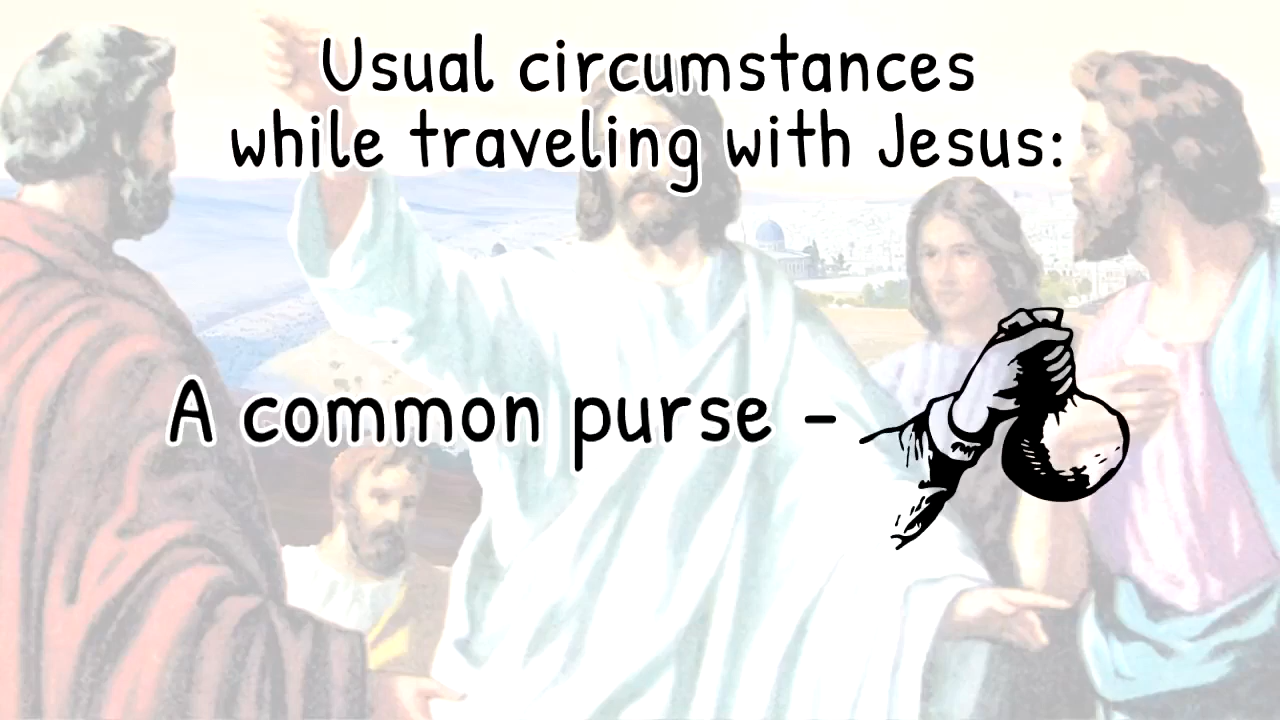 Usual circumstances
while traveling with Jesus:
A common purse -